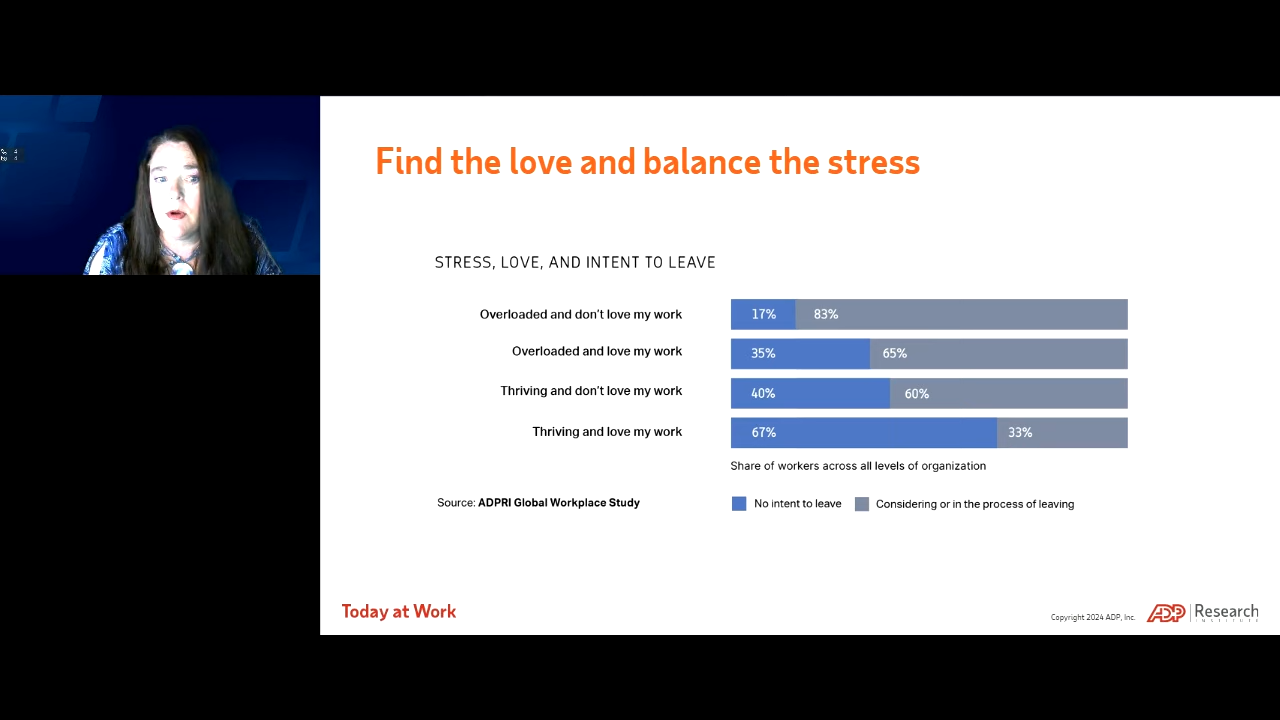 Find the love and balance the stress
STRESS, LOVE, AND INTENT TO LEAVE
Overloaded and don't love my work 17% 83%
Overloaded and love my work 35% 65%
Thriving and don't love my work 40% 60%
Thriving and love my work 67% 33%
Share of workers across all levels of organization
Source: ADPRI Global Workplace Study
No intent to leave Considering or in the process of leaving
Today at Work
Copyright 2024 ADP, Inc.
ADP Research
INSTITUTE